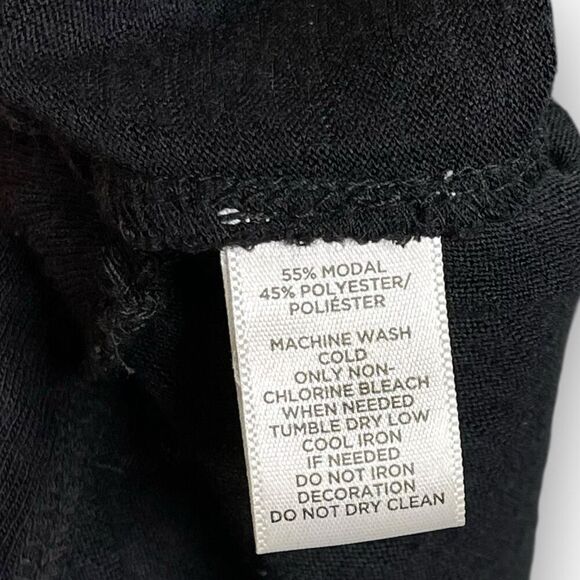 55% MODAL
45% POLYESTER/
POLIÉSTER
MACHINE WASH
COLD
ONLY NON-
CHLORINE BLEACH
WHEN NEEDED
TUMBLE DRY LOW
COOL IRON
IF NEEDED
DO NOT IRON
DECORATION
DO NOT DRY CLEAN